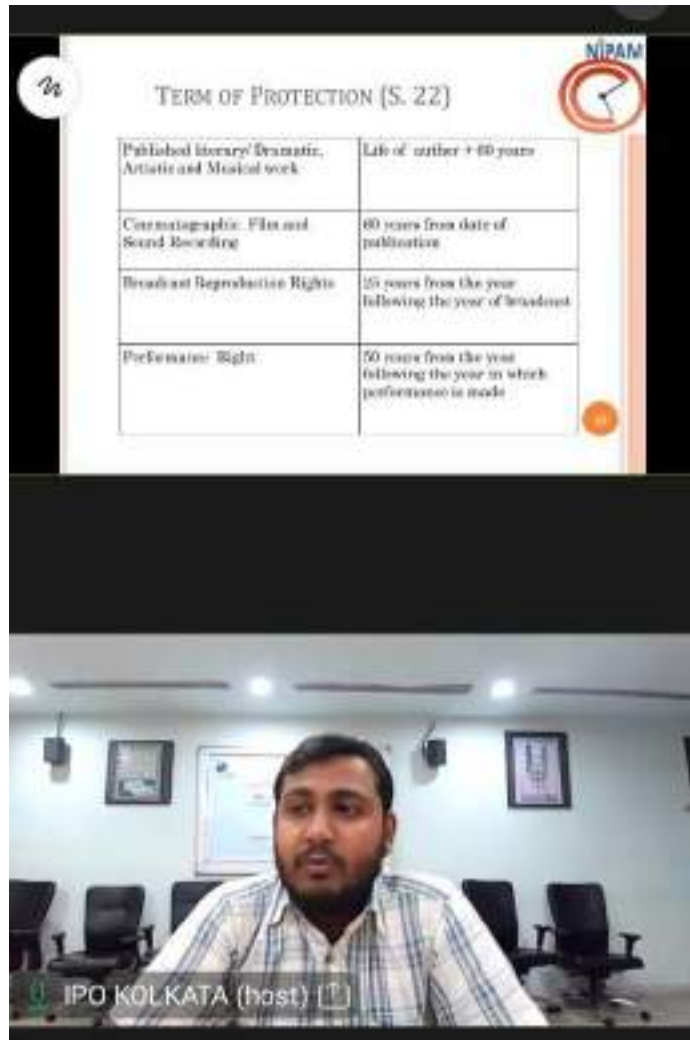 NIPAM
TERM OF PROTECTION (S. 22)
Published literary/ Dramatic,
Artistic and Musical work
Life of author + 60 years
Cinematographic Film and
Sound Recording
60 years from date of
publication
Broadcast Reproduction Rights
25 years from the year
following the year of broadcast
Performance Right
50 years from the year
following the year in which
performance is made
IPO KOLKATA (host)